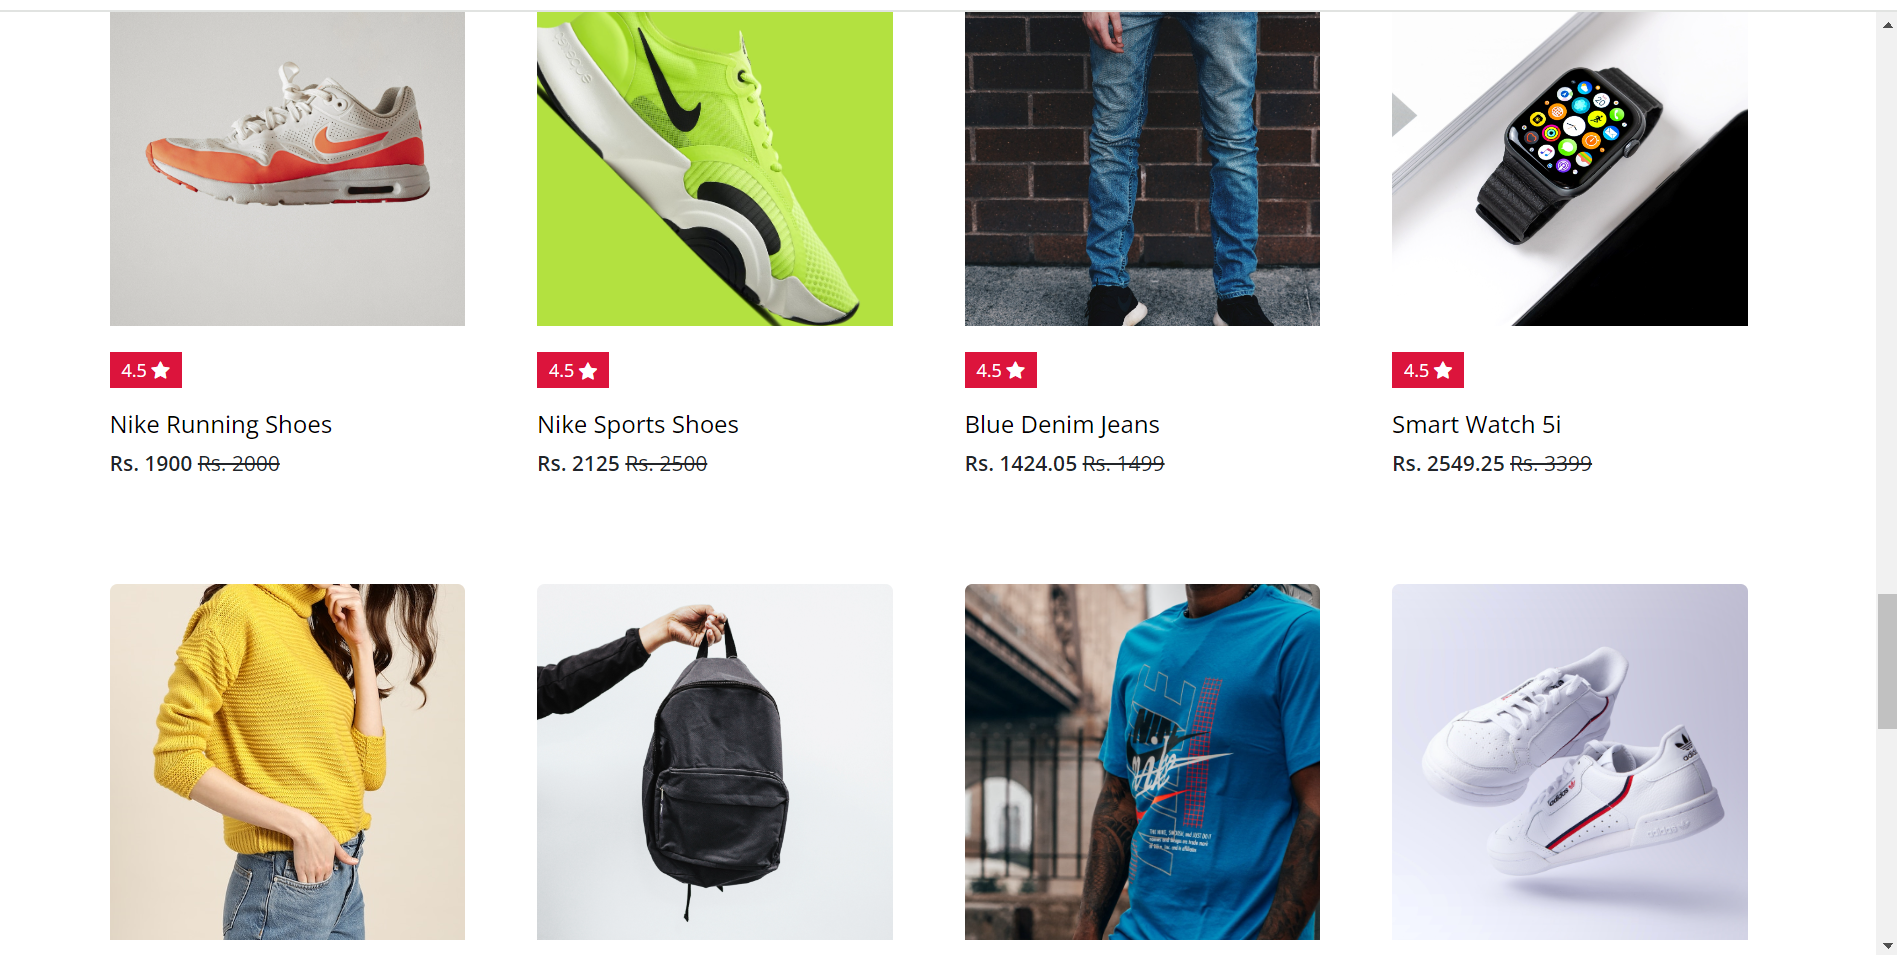 4.5
4.5
4.5
4.5
Nike Running Shoes
Nike Sports Shoes
Blue Denim Jeans
Smart Watch 5i
Rs. 1900 Rs. 2000
Rs. 2125 Rs. 2500
Rs. 1424.05 Rs. 1499
Rs. 2549.25 Rs. 3399
adidas